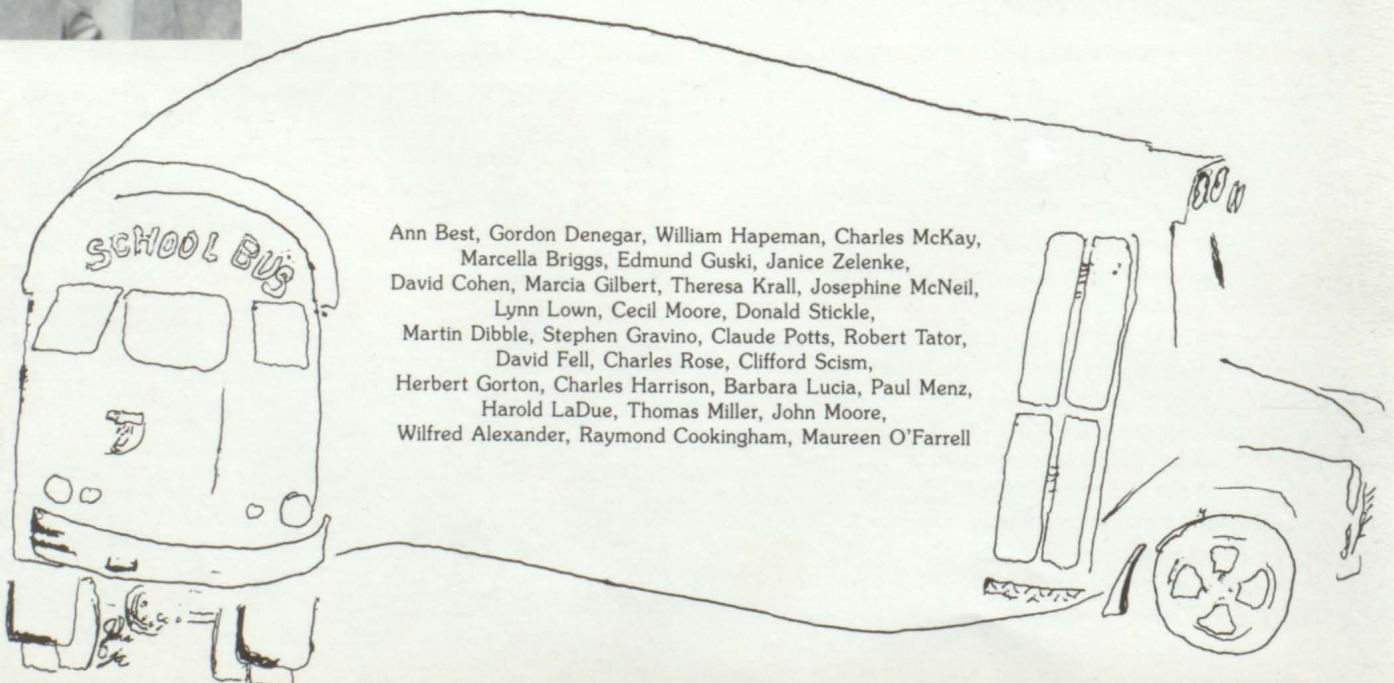 SCHOOL BUS
Ann Best, Gordon Denegar, William Hapeman, Charles McKay,
Marcella Briggs, Edmund Guski, Janice Zelenke,
David Cohen, Marcia Gilbert, Theresa Krall, Josephine McNeil,
Lynn Lown, Cecil Moore, Donald Stickle,
Martin Dibble, Stephen Gravino, Claude Potts, Robert Tator,
David Fell, Charles Rose, Clifford Scism,
Herbert Gorton, Charles Harrison, Barbara Lucia, Paul Menz,
Harold LaDue, Thomas Miller, John Moore,
Wilfred Alexander, Raymond Cookingham, Maureen O'Farrell